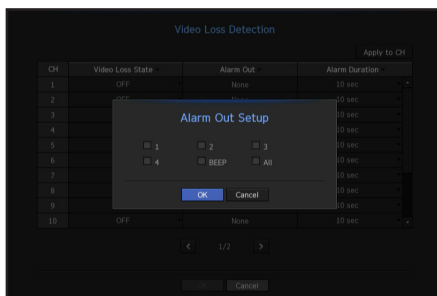 Video Loss Detection
Apply to CH
CH Video Loss State Alarm Out Alarm Duration
1 OFF None 10 sec
2 OFF 10 sec
3 10 sec
4 10 sec
5 10 sec
6 10 sec
7 10 sec
8 10 sec
9 10 sec
10 OFF None 10 sec
Alarm Out Setup
1 2 3
4 BEEP All
OK Cancel
1/2
OK Cancel